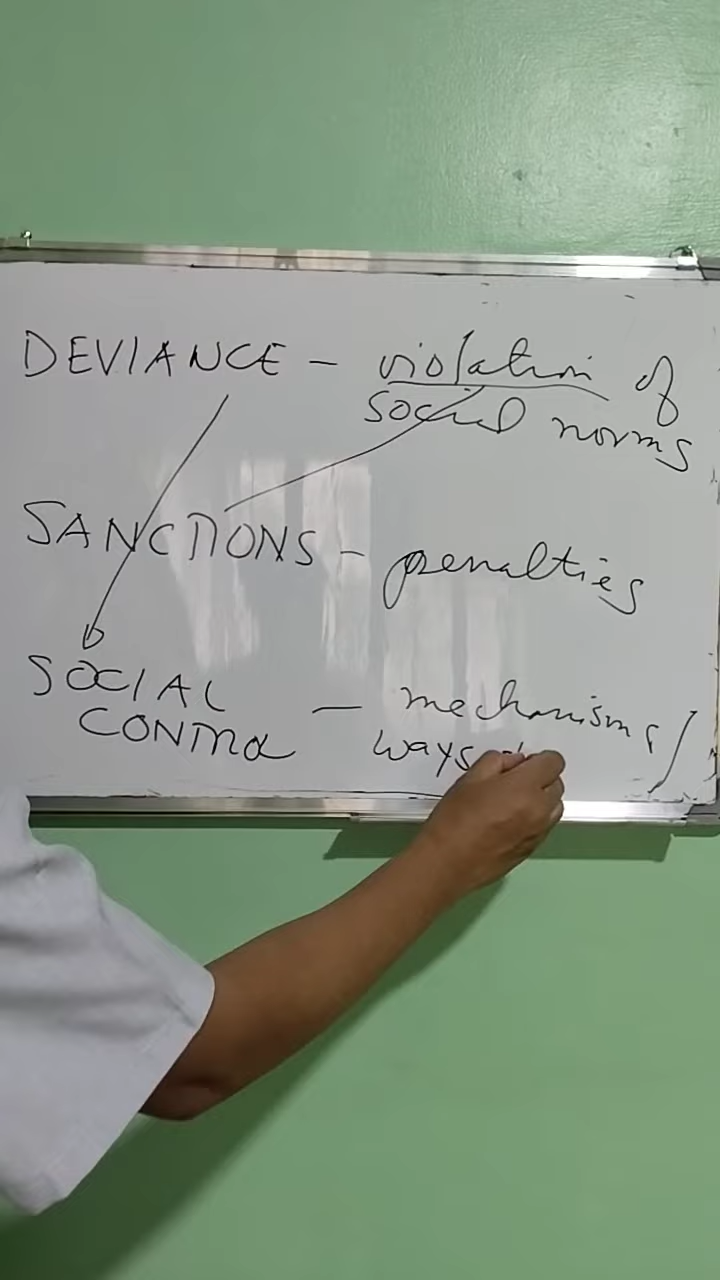 DEVIANCE – violation of
social norms
SANCTIONS – penalties
SOCIAL
CONTROL – mechanisms /
ways